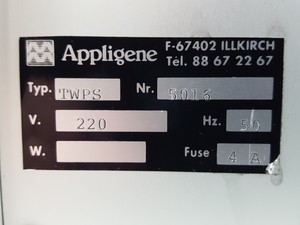 Appligene F-67402 ILLKIRCH
Tél. 88 67 22 67
Typ. TWPS Nr. 5016
V. 220 Hz. 50
W. Fuse 4 A